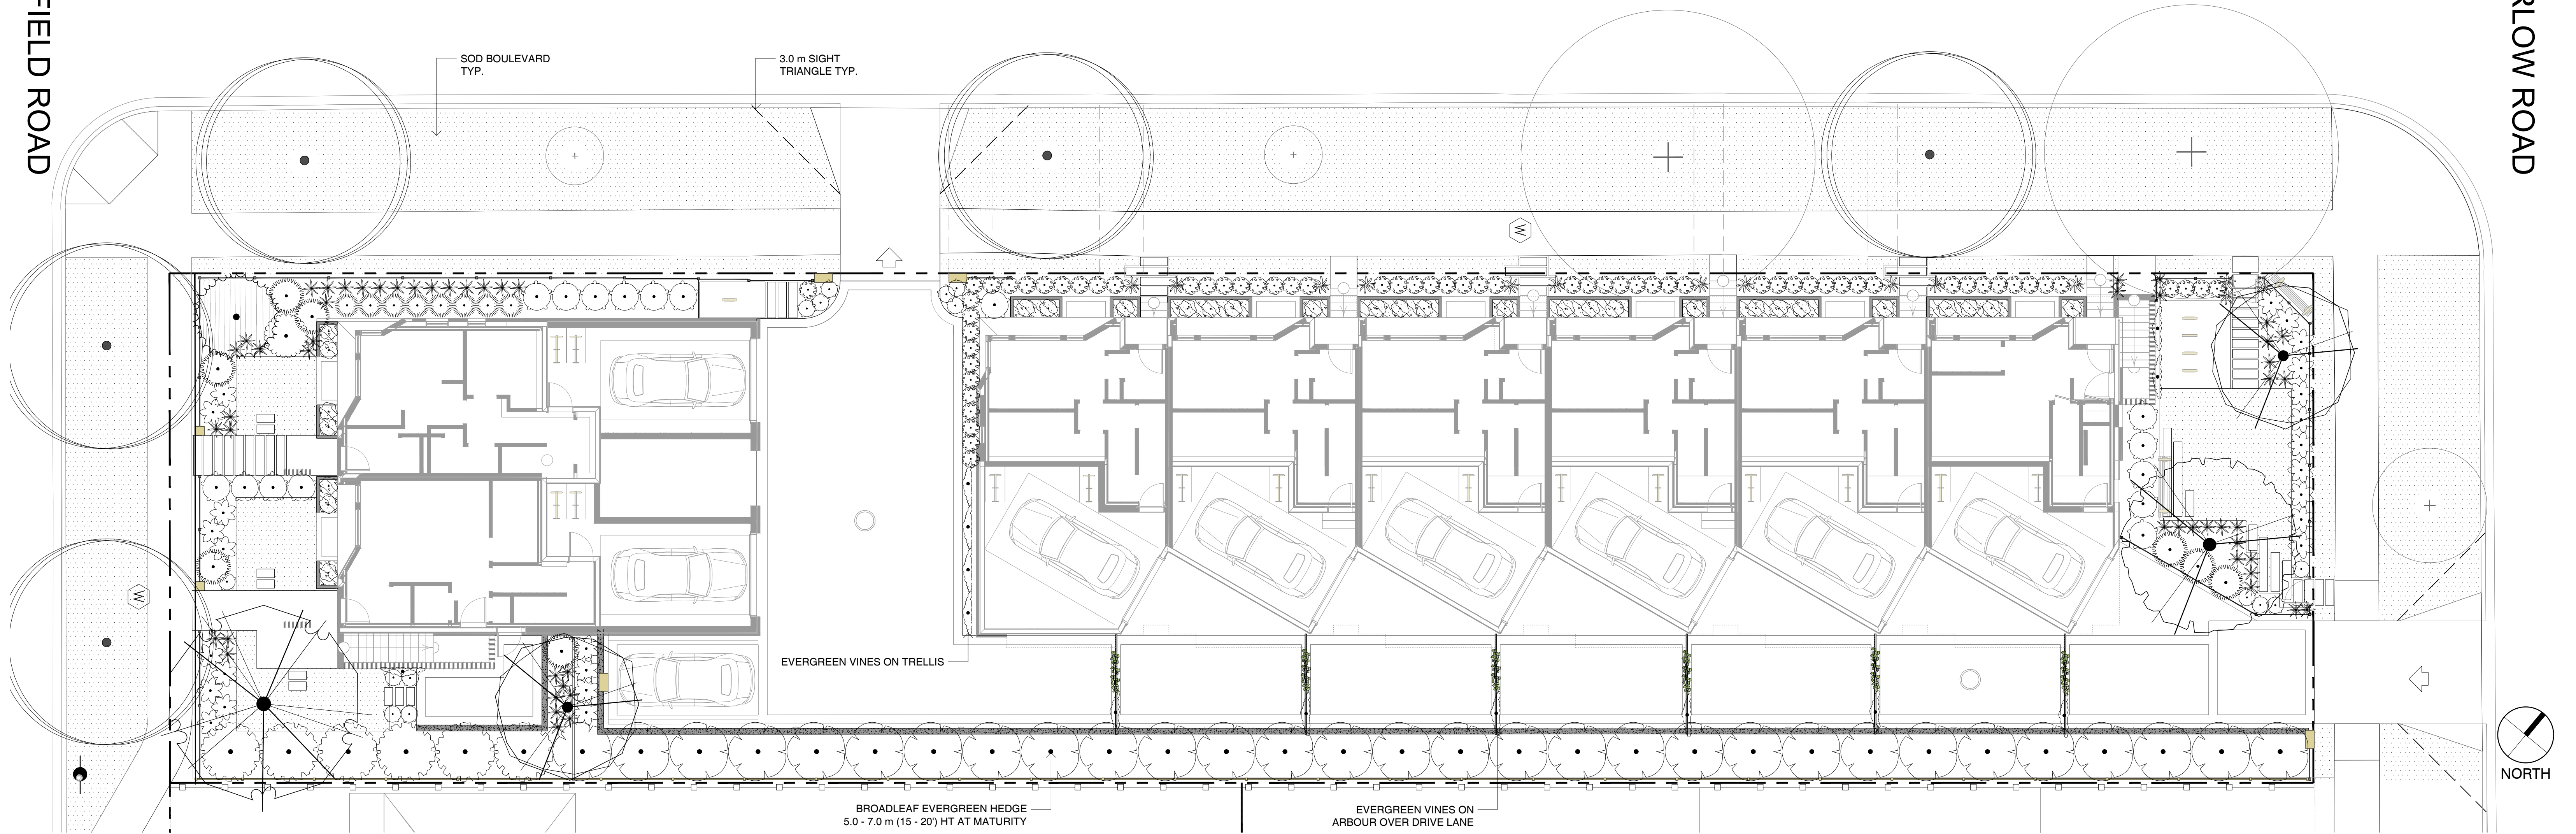 FIELD ROAD
SOD BOULEVARD
TYP.
3.0 m SIGHT
TRIANGLE TYP.
RLOW ROAD
W
W
EVERGREEN VINES ON TRELLIS
BROADLEAF EVERGREEN HEDGE
5.0 - 7.0 m (15 - 20') HT AT MATURITY
EVERGREEN VINES ON
ARBOUR OVER DRIVE LANE
NORTH